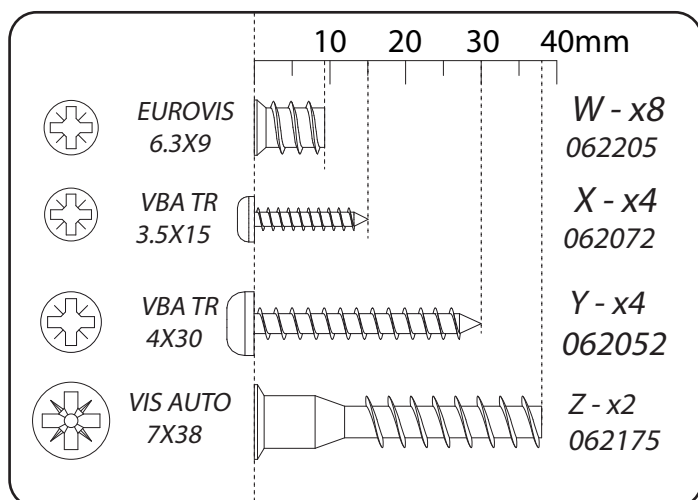 10 20 30 40mm
EUROVIS
6.3X9
W - x8
062205
VBA TR
3.5X15
X - x4
062072
VBA TR
4X30
Y - x4
062052
VIS AUTO
7X38
Z - x2
062175